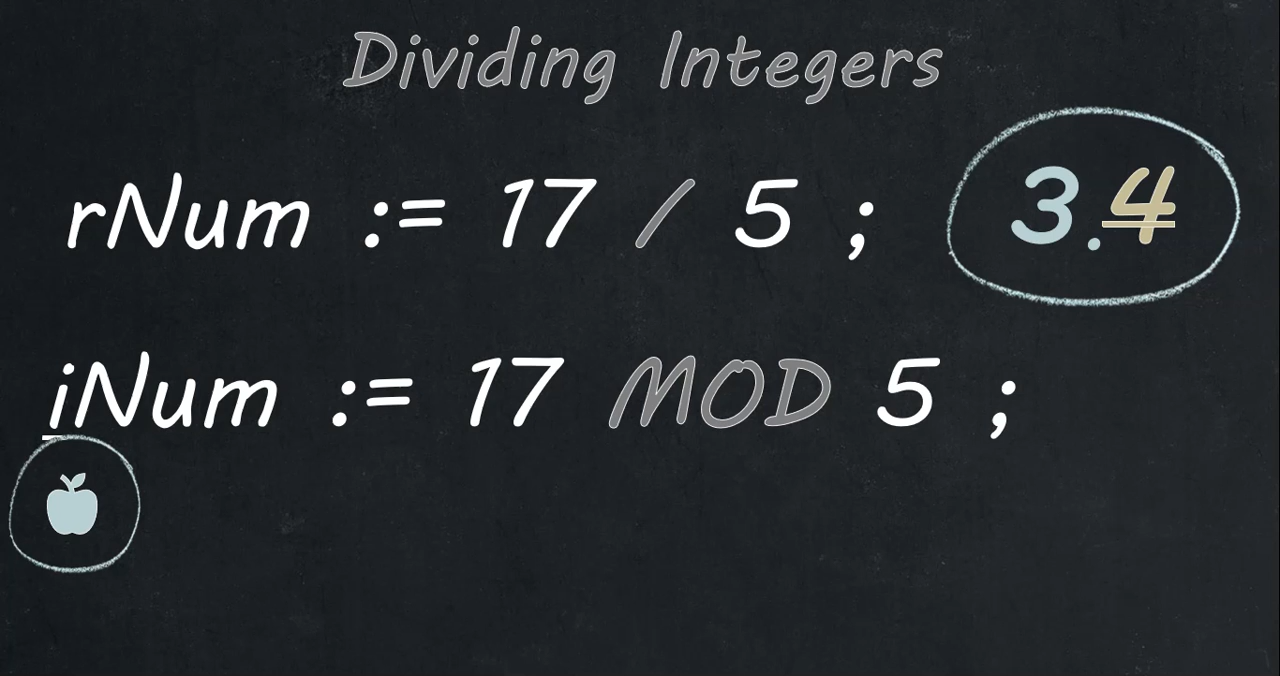 Dividing Integers
rNum := 17 / 5 ; 3.4
iNum := 17 MOD 5 ;